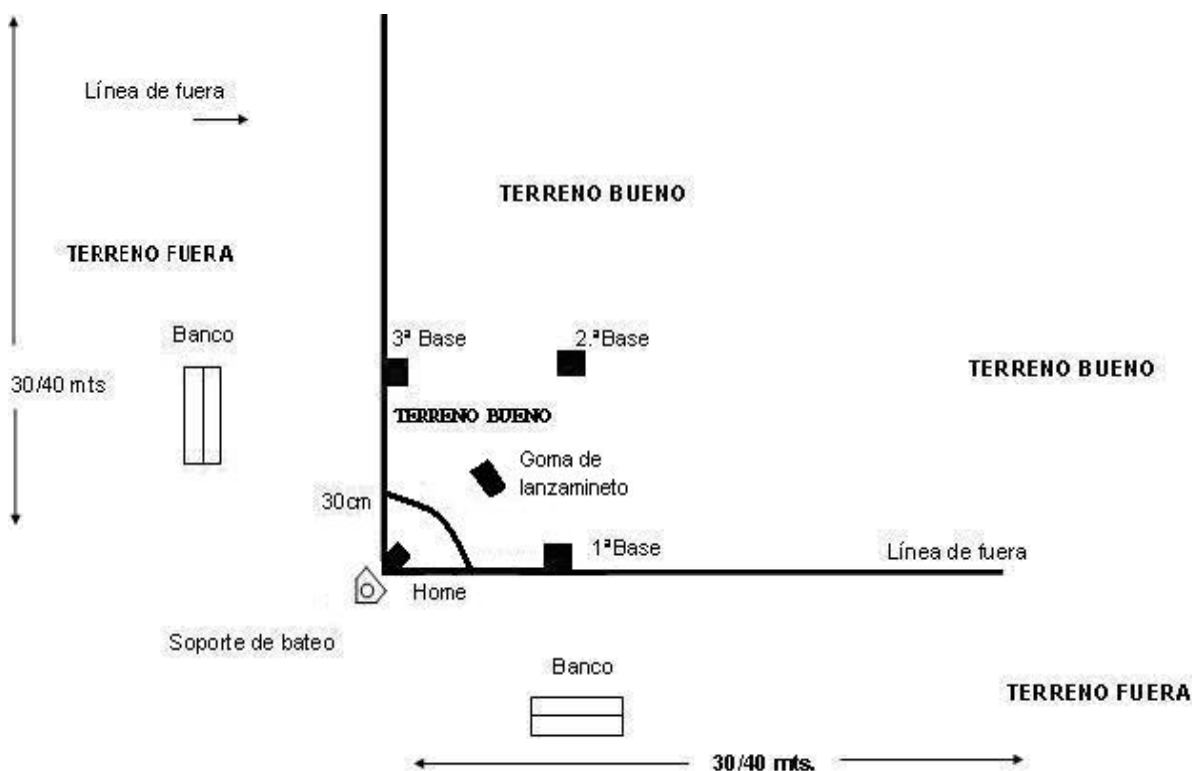 Línea de fuera
TERRENO BUENO
TERRENO FUERA
Banco
3ª Base
2.ªBase
30/40 mts
TERRENO BUENO
TERRENO BUENO
Goma de
lanzamineto
30cm
1ªBase
Línea de fuera
Home
Soporte de bateo
Banco
TERRENO FUERA
30/40 mts.